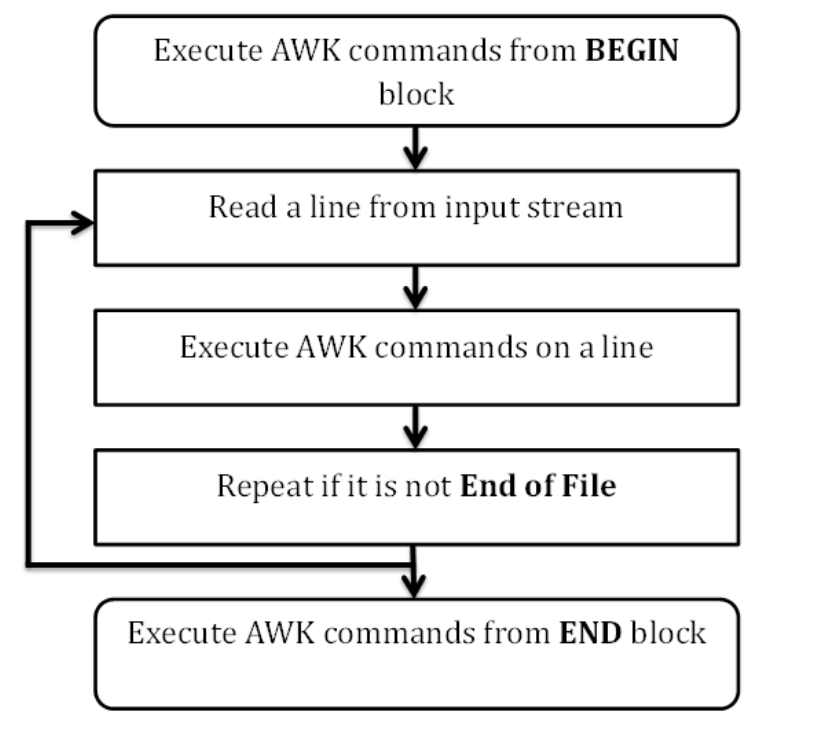 Execute AWK commands from BEGIN
block
Read a line from input stream
Execute AWK commands on a line
Repeat if it is not End of File
Execute AWK commands from END block